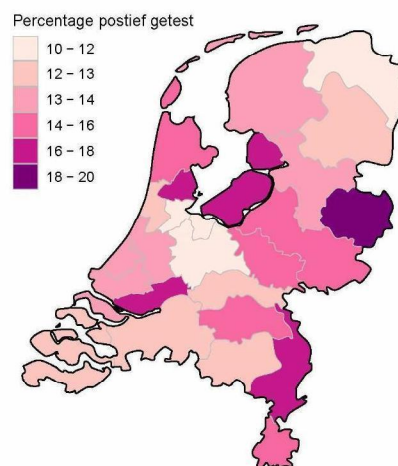 Percentage postief getest
10 – 12
12 – 13
13 – 14
14 – 16
16 – 18
18 – 20